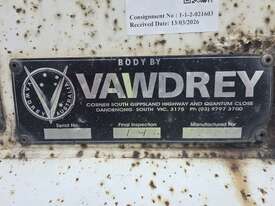 Consignment No : 1-1-2-021603
Received Date: 13/03/2026
BODY BY
VAWDREY
CORNER SOUTH GIPPSLAND HIGHWAY AND QUANTUM CLOSE
DANDENONG SOUTH VIC. 3175 PH (03) 9797 3700
Serial No
Final Inspection
Manufactured For